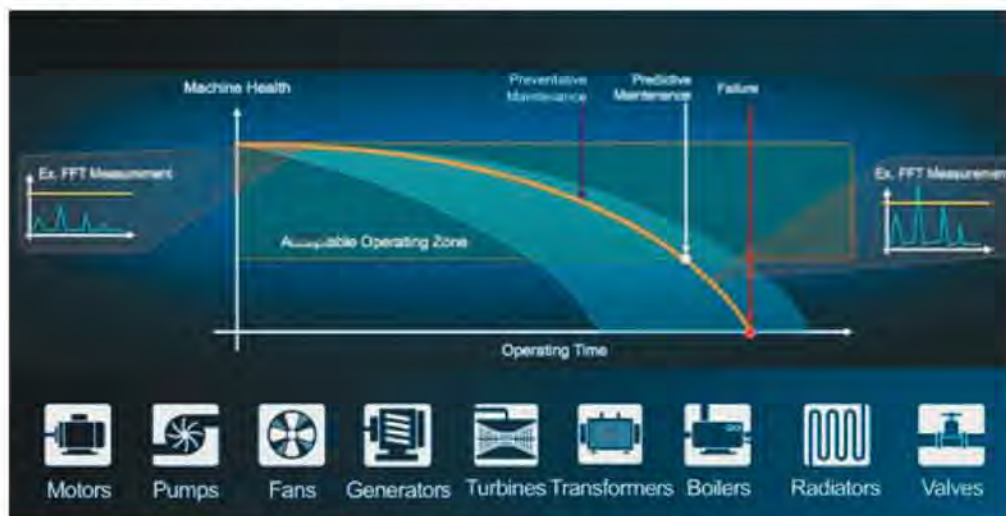 Machine Health
Preventative
Maintenance
Predictive
Maintenance
Failure
Ex. FFT Measurement
Ex. FFT Measurement
Acceptable Operating Zone
Operating Time
Motors
Pumps
Fans
Generators
Turbines
Transformers
Boilers
Radiators
Valves